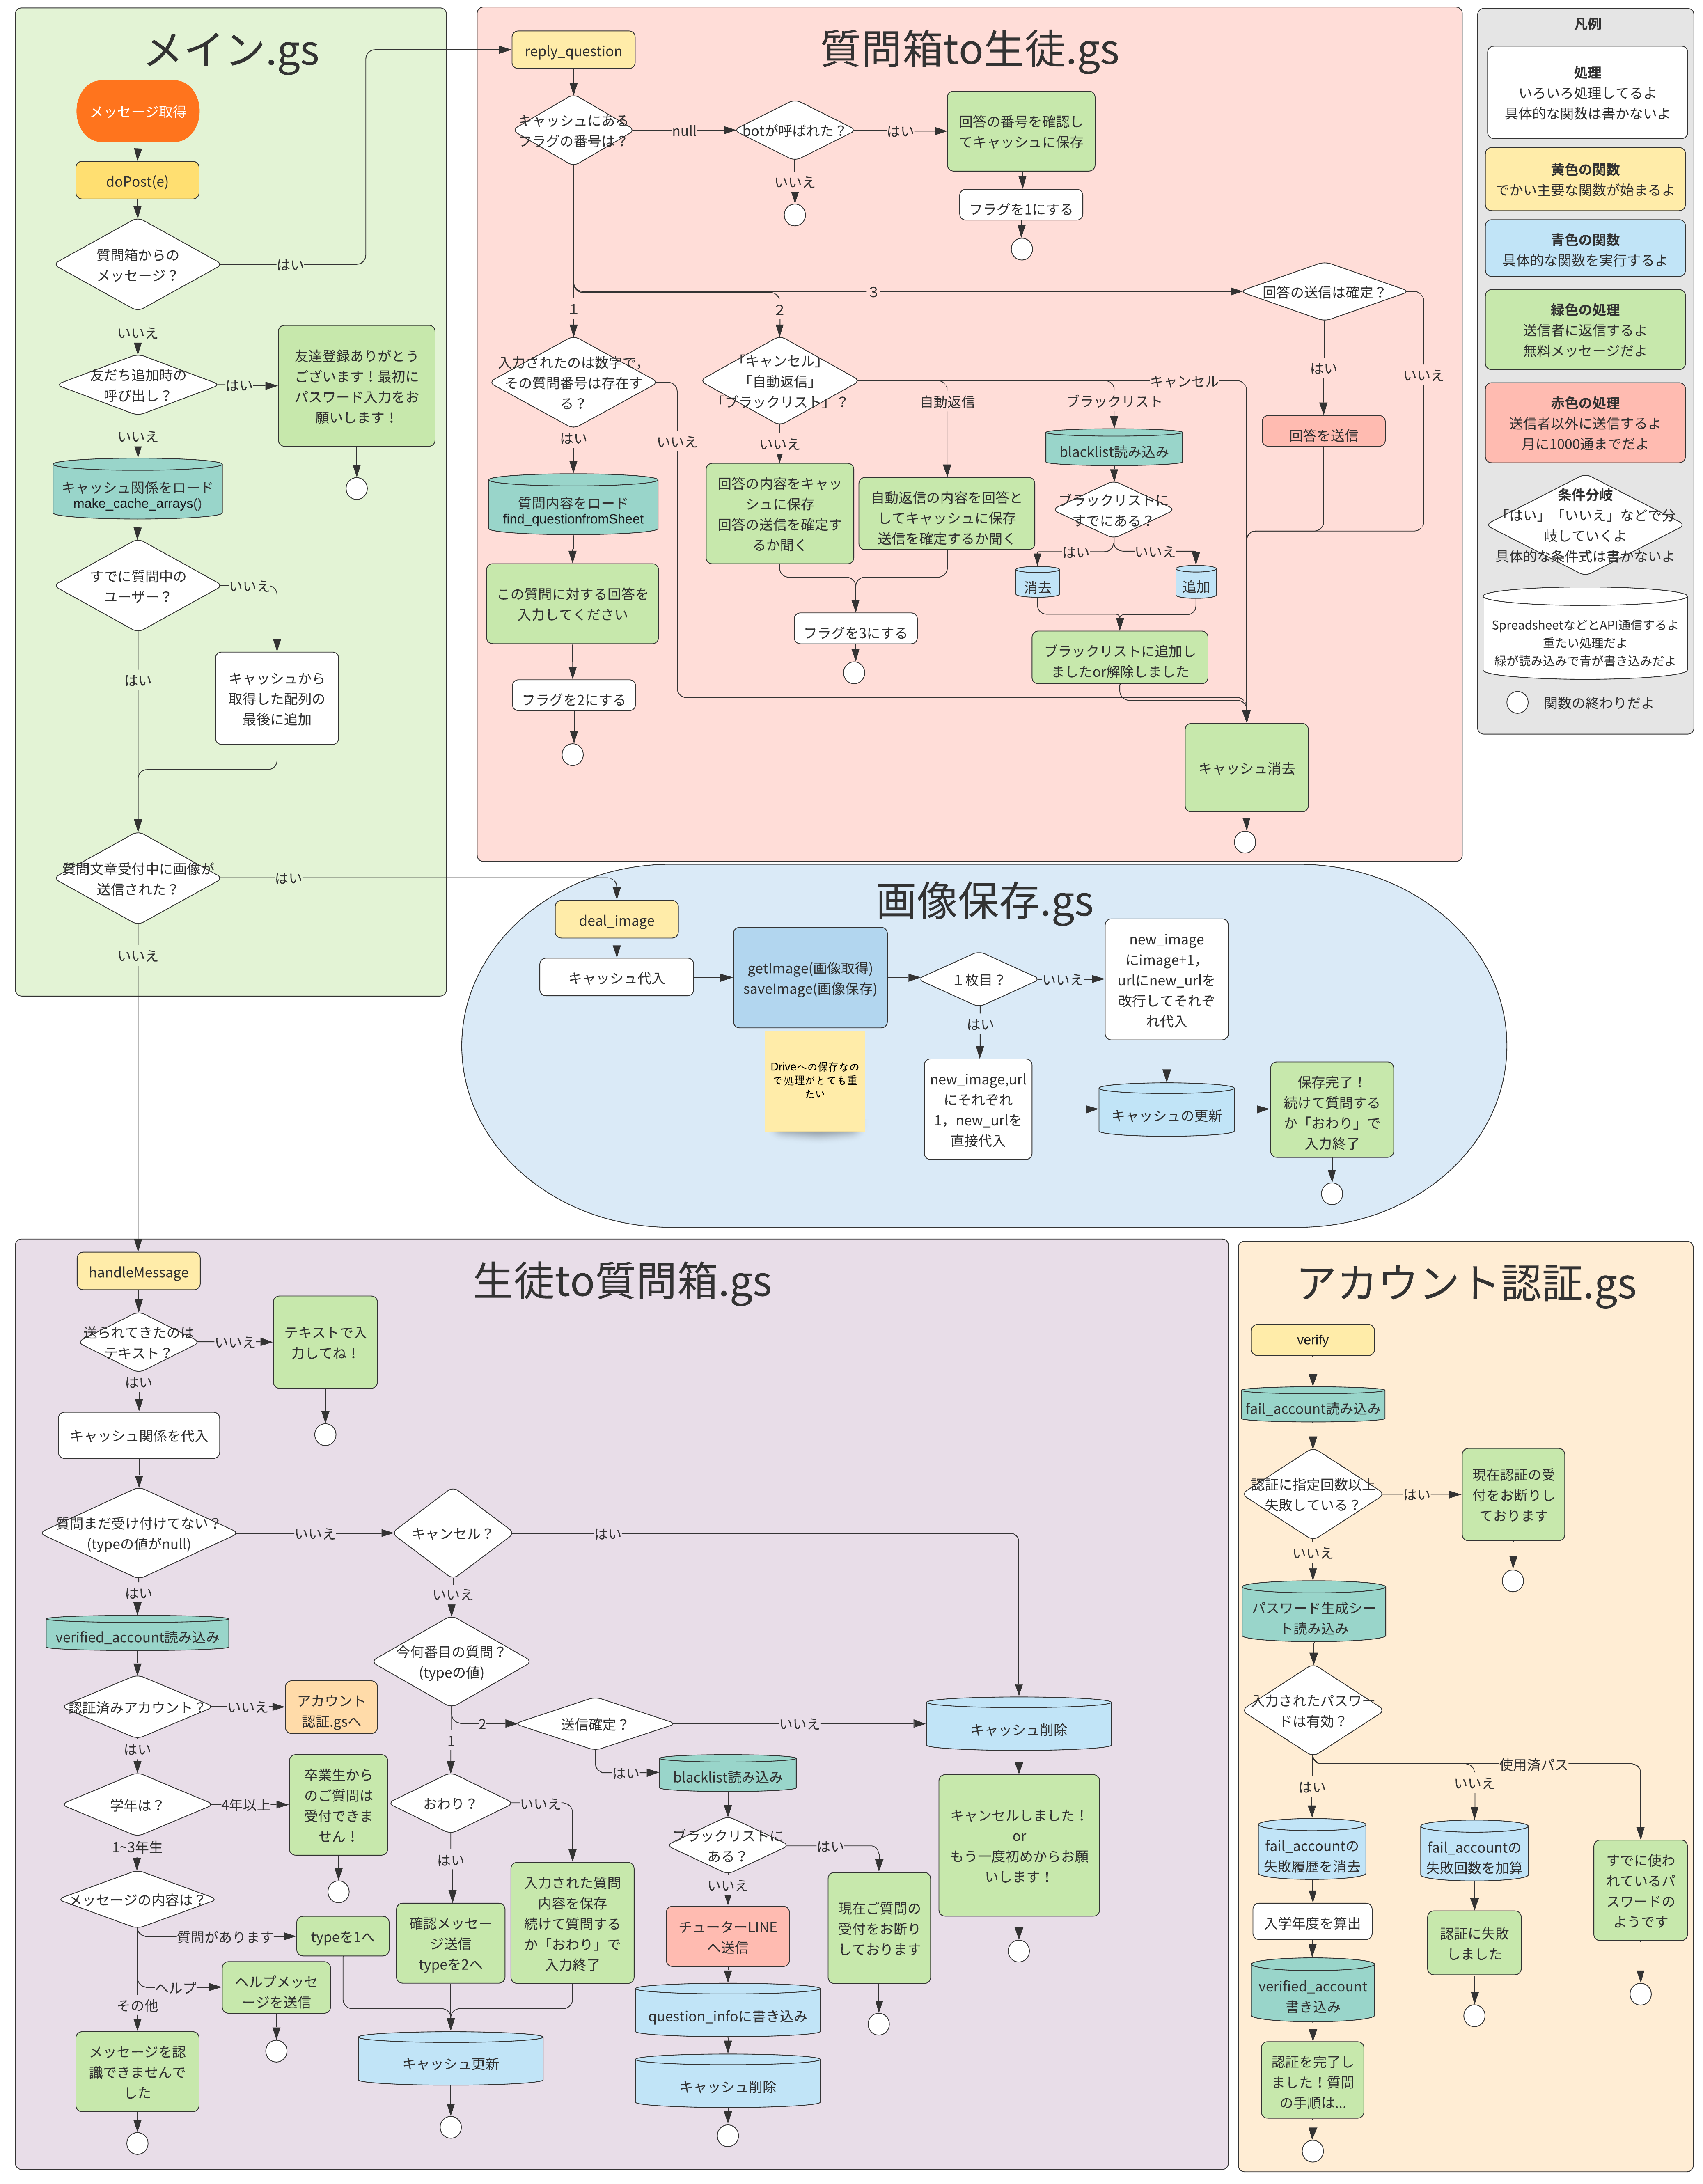 メイン.gs
メッセージ取得
doPost(e)
質問箱からの
メッセージ？
はい
いいえ
友だち追加時の
呼び出し？
はい
友達登録ありがとう
ございます！最初に
パスワード入力をお
願いします！
いいえ
キャッシュ関係をロード
make_cache_arrays()
すでに質問中の
ユーザー？
いいえ
キャッシュから
取得した配列の
最後に追加
はい
質問文章受付中に画像が
送信された？
はい
いいえ
質問箱to生徒.gs
reply_question
キャッシュにある
フラグの番号は？
null
botが呼ばれた？
はい
回答の番号を確認し
てキャッシュに保存
いいえ
フラグを1にする
1
2
3
回答の送信は確定？
入力されたのは数字で，
その質問番号は存在す
る？
はい
いいえ
質問内容をロード
find_questionfromSheet
この質問に対する回答を
入力してください
フラグを2にする
「キャンセル」
「自動返信」
「ブラックリスト」？
キャンセル
自動返信
ブラックリスト
いいえ
回答の内容をキャッ
シュに保存
回答の送信を確定す
るか聞く
自動返信の内容を回答と
してキャッシュに保存
送信を確定するか聞く
フラグを3にする
blacklist読み込み
ブラックリストに
すでにある？
はい
いいえ
消去
追加
ブラックリストに追加し
ましたor解除しました
はい
いいえ
回答を送信
キャッシュ消去
凡例
処理
いろいろ処理してるよ
具体的な関数は書かないよ
黄色の関数
でかい主要な関数が始まるよ
青色の関数
具体的な関数を実行するよ
緑色の処理
送信者に返信するよ
無料メッセージだよ
赤色の処理
送信者以外に送信するよ
月に1000通までだよ
条件分岐
「はい」「いいえ」などで分
岐していくよ
具体的な条件式は書かないよ
SpreadsheetなどとAPI通信するよ
重たい処理だよ
緑が読み込みで青が書き込みだよ
関数の終わりだよ
画像保存.gs
deal_image
キャッシュ代入
getImage(画像取得)
saveImage(画像保存)
Driveへの保存なの
で処理がとても重
たい
１枚目？
いいえ
new_image
にimage+1，
urlにnew_urlを
改行してそれぞ
れ代入
はい
new_image,url
にそれぞれ
1，new_urlを
直接代入
キャッシュの更新
保存完了！
続けて質問する
か「おわり」で
入力終了
生徒to質問箱.gs
handleMessage
送られてきたのは
テキスト？
いいえ
テキストで入
力してね！
はい
キャッシュ関係を代入
質問まだ受け付けてない？
(typeの値がnull)
いいえ
キャンセル？
はい
はい
いいえ
verified_account読み込み
認証済みアカウント？
いいえ
アカウント
認証.gsへ
はい
学年は？
4年以上
卒業生から
のご質問は
受付できま
せん！
1~3年生
メッセージの内容は？
質問があります
typeを1へ
ヘルプ
ヘルプメッセ
ージを送信
その他
メッセージを認
識できませんで
した
今何番目の質問？
(typeの値)
2
1
おわり？
いいえ
はい
確認メッセー
ジ送信
typeを2へ
入力された質問
内容を保存
続けて質問する
か「おわり」で
入力終了
キャッシュ更新
送信確定？
いいえ
はい
blacklist読み込み
ブラックリストに
ある？
はい
いいえ
チューターLINE
へ送信
現在ご質問の
受付をお断り
しております
question_infoに書き込み
キャッシュ削除
キャッシュ削除
キャンセルしました！
or
もう一度初めからお願
いします！
アカウント認証.gs
verify
fail_account読み込み
認証に指定回数以上
失敗している？
はい
現在認証の受
付をお断りし
ております
いいえ
パスワード生成シー
ト読み込み
入力されたパスワー
ドは有効？
使用済パス
はい
いいえ
fail_accountの
失敗履歴を消去
fail_accountの
失敗回数を加算
すでに使わ
れているパ
スワードの
ようです
入学年度を算出
認証に失敗
しました
verified_account
書き込み
認証を完了し
ました！質問
の手順は...